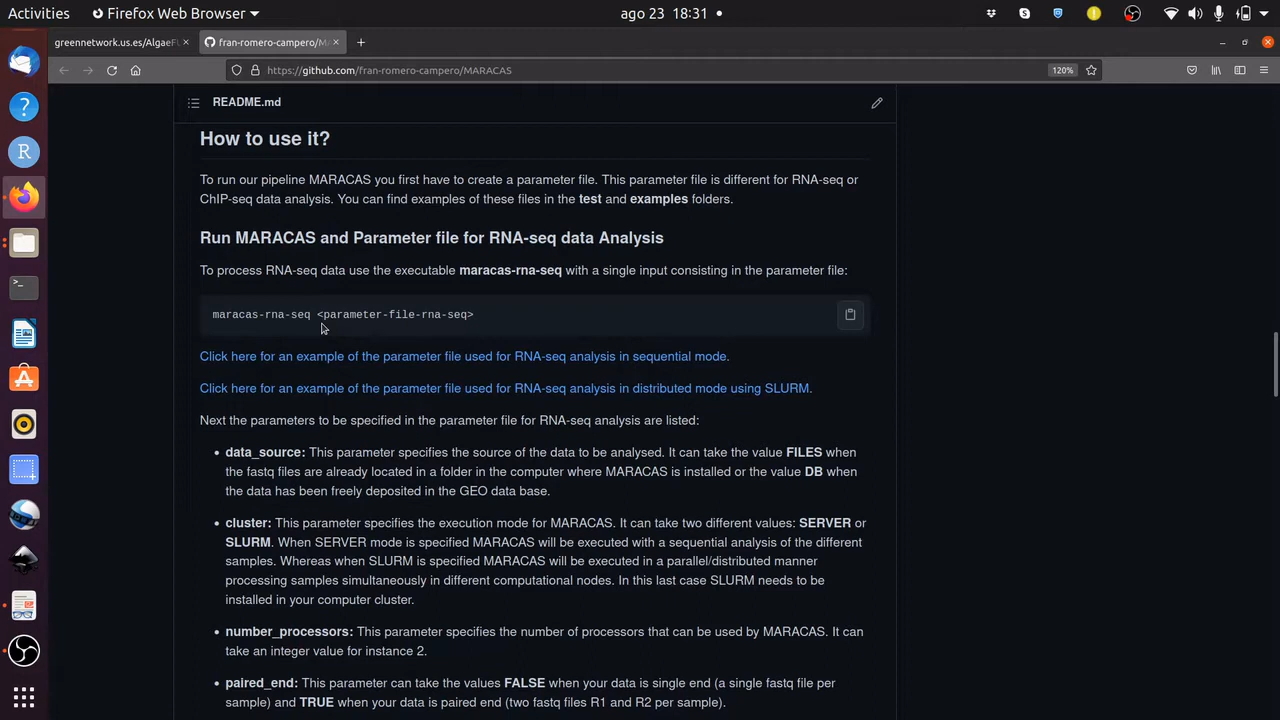 Activities
Firefox Web Browser
ago 23 18:31
greennetwork.us.es/AlgaeFU
fran-romero-campero/MA
https://github.com/fran-romero-campero/MARACAS
120%
README.md
How to use it?
To run our pipeline MARACAS you first have to create a parameter file. This parameter file is different for RNA-seq or
ChIP-seq data analysis. You can find examples of these files in the test and examples folders.
Run MARACAS and Parameter file for RNA-seq data Analysis
To process RNA-seq data use the executable maracas-rna-seq with a single input consisting in the parameter file:
maracas-rna-seq <parameter-file-rna-seq>
Click here for an example of the parameter file used for RNA-seq analysis in sequential mode.
Click here for an example of the parameter file used for RNA-seq analysis in distributed mode using SLURM.
Next the parameters to be specified in the parameter file for RNA-seq analysis are listed:
• data_source: This parameter specifies the source of the data to be analysed. It can take the value FILES when
the fastq files are already located in a folder in the computer where MARACAS is installed or the value DB when
the data has been freely deposited in the GEO data base.
• cluster: This parameter specifies the execution mode for MARACAS. It can take two different values: SERVER or
SLURM. When SERVER mode is specified MARACAS will be executed with a sequential analysis of the different
samples. Whereas when SLURM is specified MARACAS will be executed in a parallel/distributed manner
processing samples simultaneously in different computational nodes. In this last case SLURM needs to be
installed in your computer cluster.
• number_processors: This parameter specifies the number of processors that can be used by MARACAS. It can
take an integer value for instance 2.
• paired_end: This parameter can take the values FALSE when your data is single end (a single fastq file per
sample) and TRUE when your data is paired end (two fastq files R1 and R2 per sample).